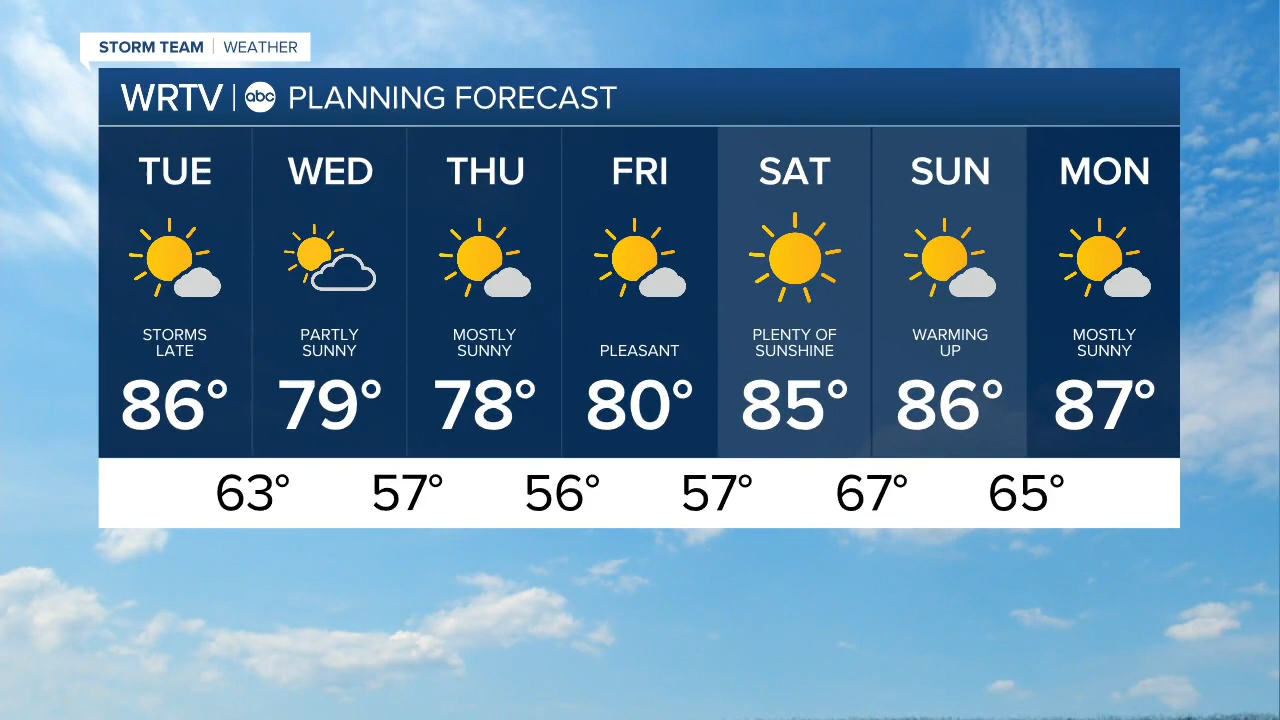 STORM TEAM | WEATHER
WRTV | abc PLANNING FORECAST
TUE WED THU FRI SAT SUN MON
STORMS PARTLY MOSTLY PLENTY OF WARMING MOSTLY
LATE SUNNY SUNNY PLEASANT SUNSHINE UP SUNNY
86° 79° 78° 80° 85° 86° 87°
63° 57° 56° 57° 67° 65°